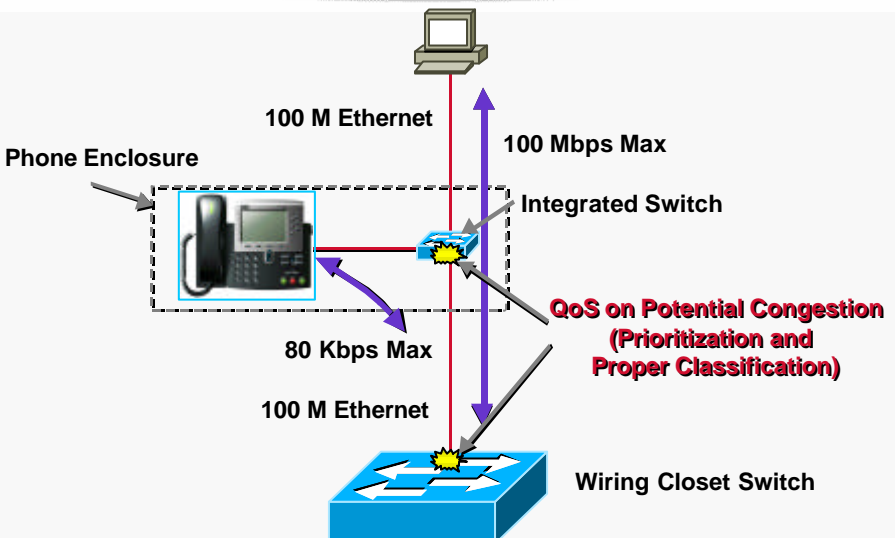 100 M Ethernet
100 Mbps Max
Phone Enclosure
Integrated Switch
QoS on Potential Congestion
(Prioritization and
Proper Classification)
80 Kbps Max
100 M Ethernet
Wiring Closet Switch